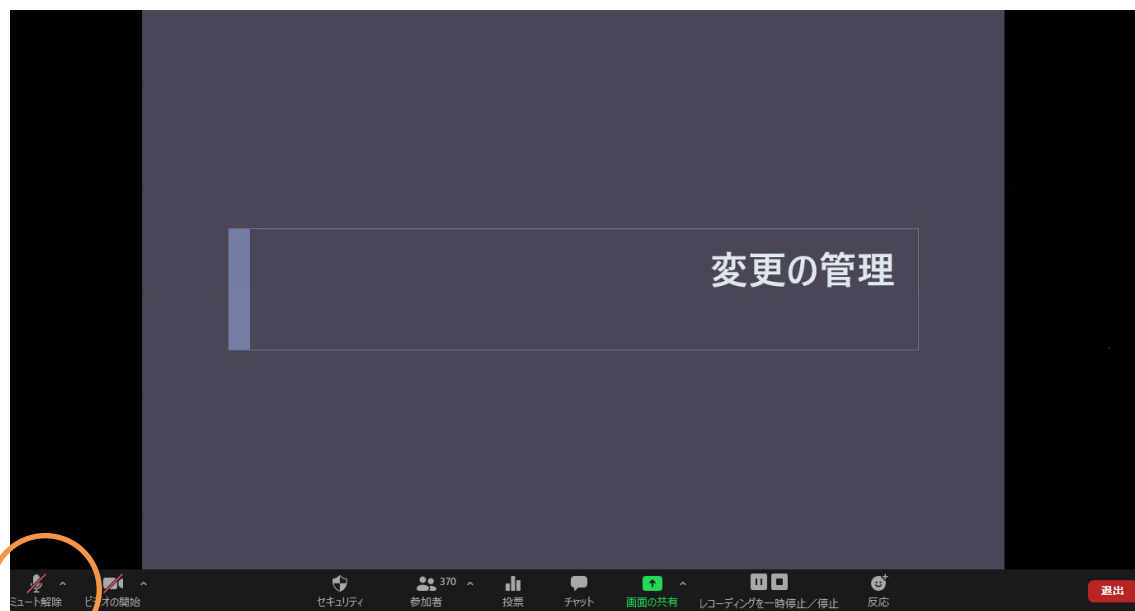 変更の管理
ミュート解除
ビデオの開始
セキュリティ
370
参加者
投票
チャット
画面の共有
レコーディングを一時停止／停止
反応
退出